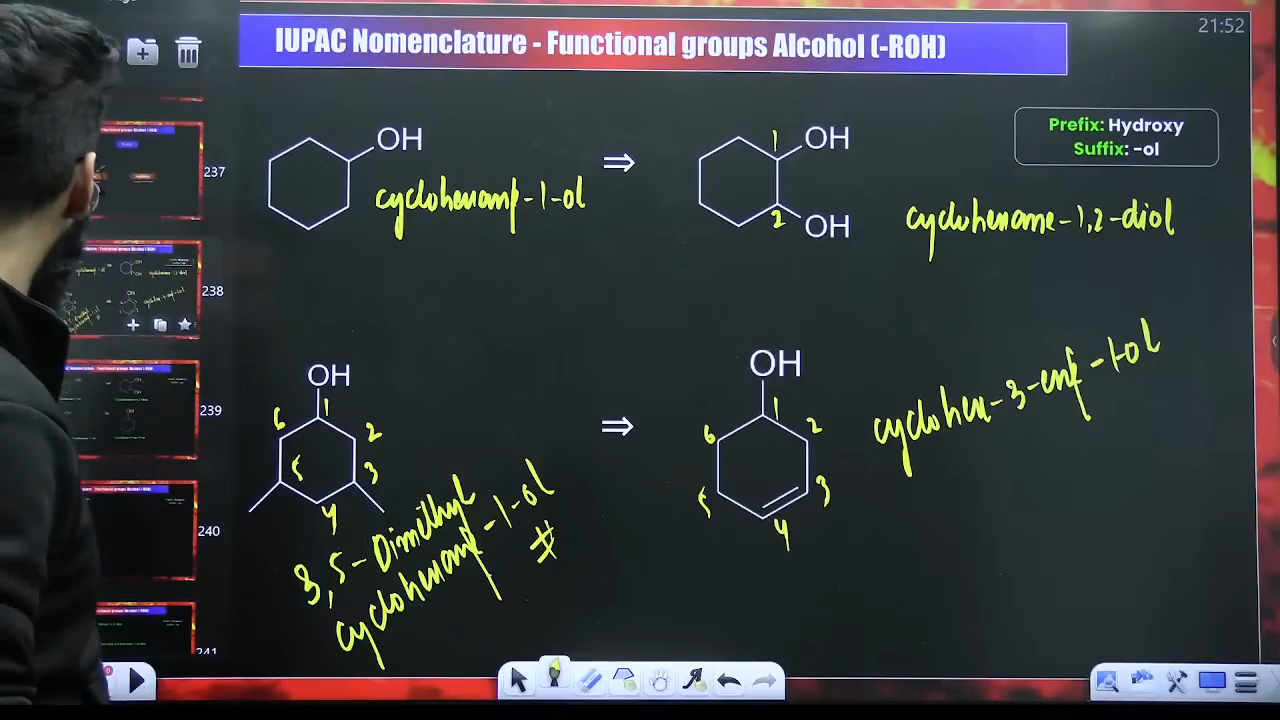 21:52
IUPAC Nomenclature - Functional groups Alcohol (-ROH)
Prefix: Hydroxy
Suffix: -ol
237
238
239
240
241
OH
cyclohexane-1-ol
⇒
1
OH
2
OH
cyclohexane-1,2-diol
OH
1
6
2
5
3
4
3,5-Dimethyl
cyclohexane-1-ol
⇒
OH
1
6
2
5
3
4
cyclohex-3-ene-1-ol